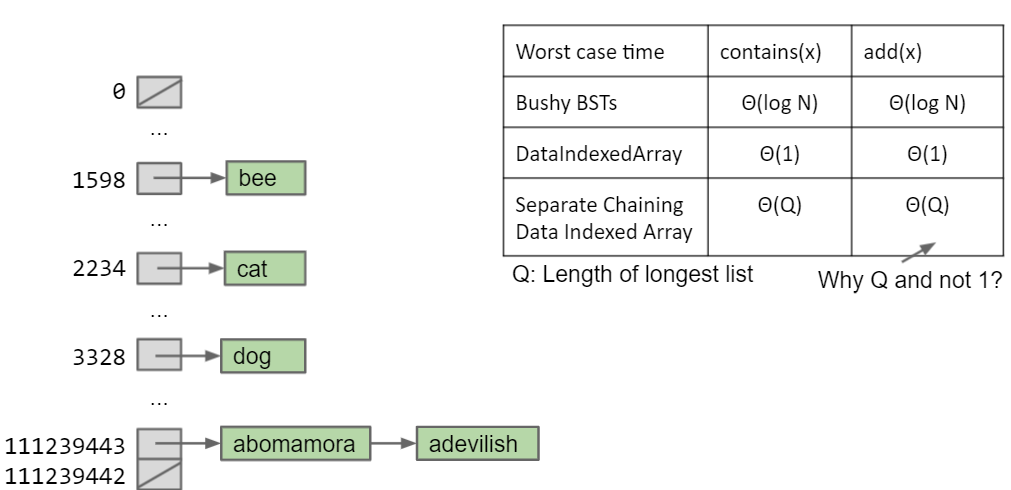 0
...
1598 bee
...
2234 cat
...
3328 dog
...
111239443 abomamora adevilish
111239442
Worst case time contains(x) add(x)
Bushy BSTs Θ(log N) Θ(log N)
DataIndexedArray Θ(1) Θ(1)
Separate Chaining Θ(Q) Θ(Q)
Data Indexed Array
Q: Length of longest list
Why Q and not 1?